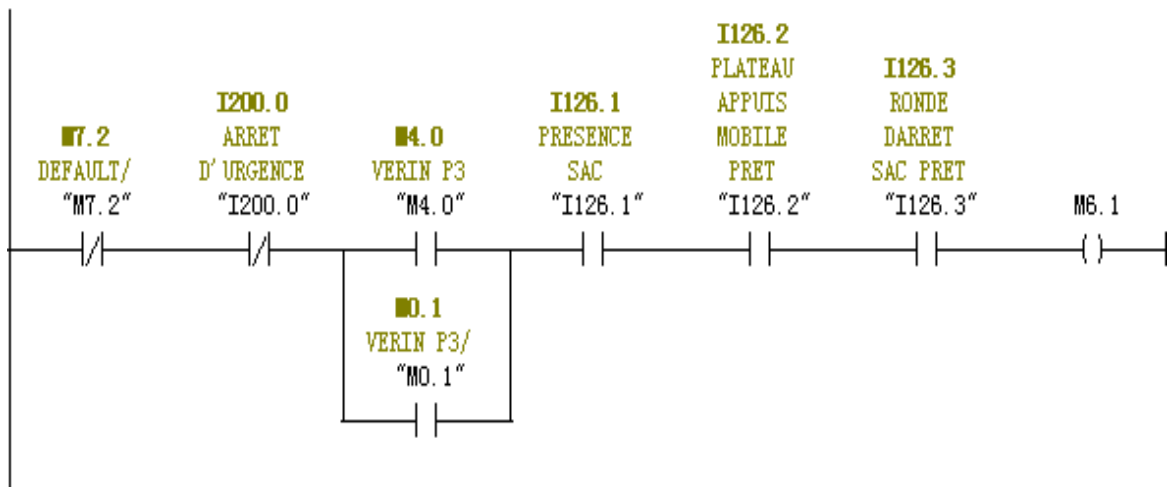 M7.2
DEFAULT/
"M7.2"
I200.0
ARRET
D'URGENCE
"I200.0"
M4.0
VERIN P3
"M4.0"
I126.1
PRESENCE
SAC
"I126.1"
I126.2
PLATEAU
APPUIS
MOBILE
PRET
"I126.2"
I126.3
RONDE
DARRET
SAC PRET
"I126.3"
M6.1
M0.1
VERIN P3/
"M0.1"